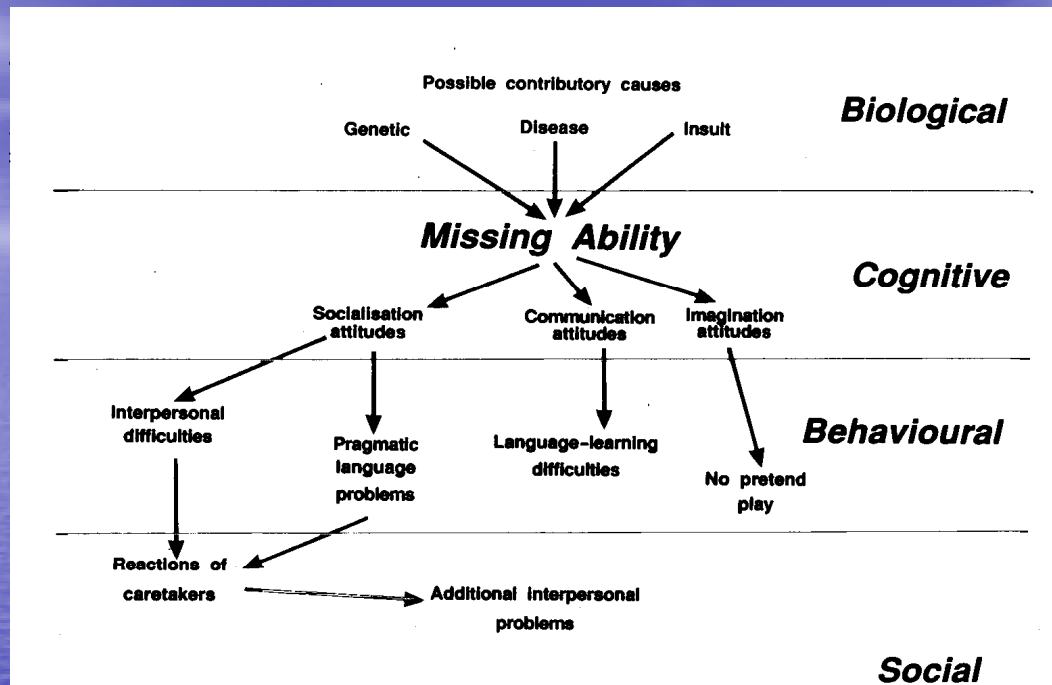 Possible contributory causes
Biological
Genetic
Disease
Insult
Missing Ability
Cognitive
Socialisation
attitudes
Communication
attitudes
Imagination
attitudes
Interpersonal
difficulties
Behavioural
Pragmatic
language
problems
Language-learning
difficulties
No pretend
play
Reactions of
caretakers
Additional interpersonal
problems
Social